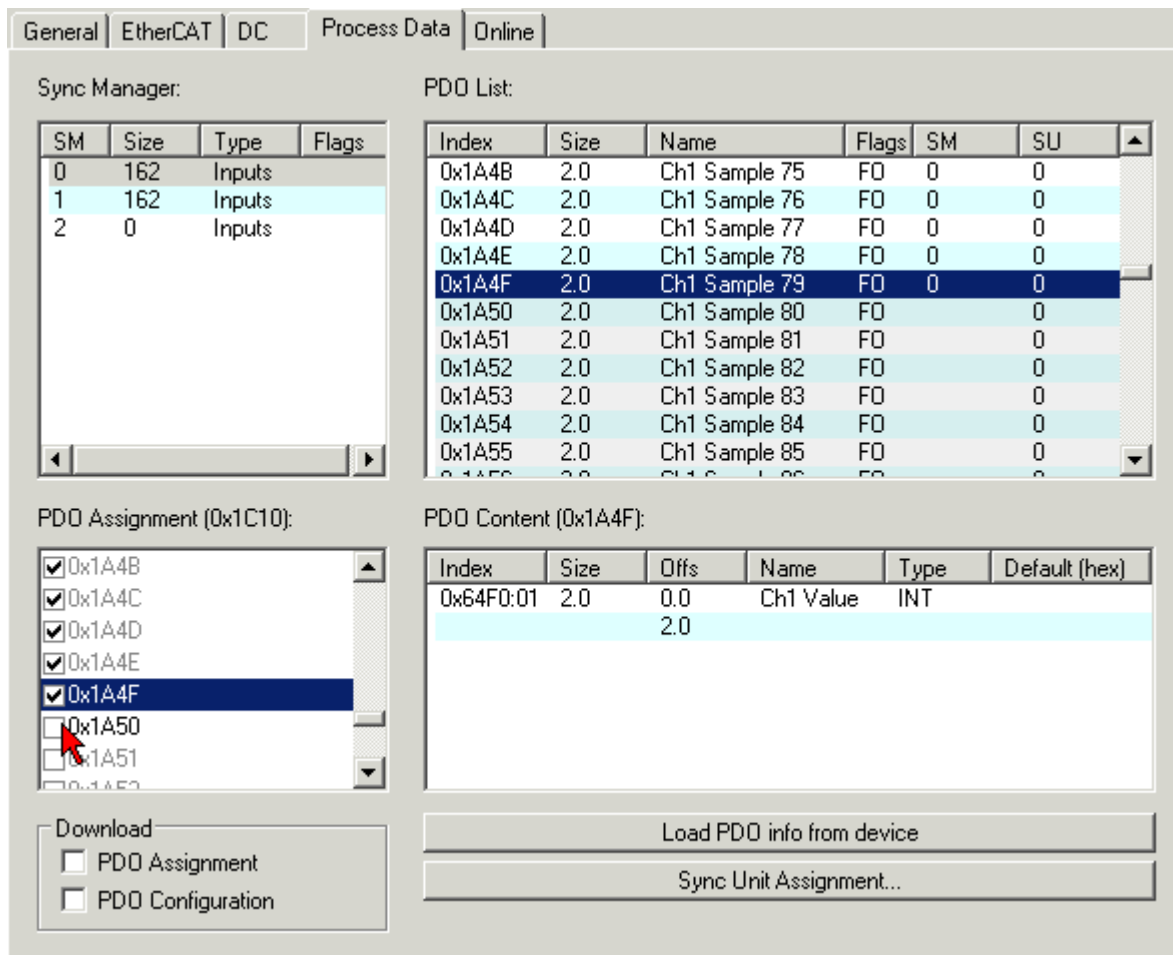 General EtherCAT DC Process Data Online
Sync Manager:
SM Size Type Flags
0 162 Inputs
1 162 Inputs
2 0 Inputs
PDO List:
Index Size Name Flags SM SU
0x1A4B 2.0 Ch1 Sample 75 F0 0 0
0x1A4C 2.0 Ch1 Sample 76 F0 0 0
0x1A4D 2.0 Ch1 Sample 77 F0 0 0
0x1A4E 2.0 Ch1 Sample 78 F0 0 0
0x1A4F 2.0 Ch1 Sample 79 F0 0 0
0x1A50 2.0 Ch1 Sample 80 F0 0
0x1A51 2.0 Ch1 Sample 81 F0 0
0x1A52 2.0 Ch1 Sample 82 F0 0
0x1A53 2.0 Ch1 Sample 83 F0 0
0x1A54 2.0 Ch1 Sample 84 F0 0
0x1A55 2.0 Ch1 Sample 85 F0 0
PDO Assignment (0x1C10):
0x1A4B
0x1A4C
0x1A4D
0x1A4E
0x1A4F
0x1A50
0x1A51
PDO Content (0x1A4F):
Index Size Offs Name Type Default (hex)
0x64F0:01 2.0 0.0 Ch1 Value INT
2.0
Download
PDO Assignment
PDO Configuration
Load PDO info from device
Sync Unit Assignment...